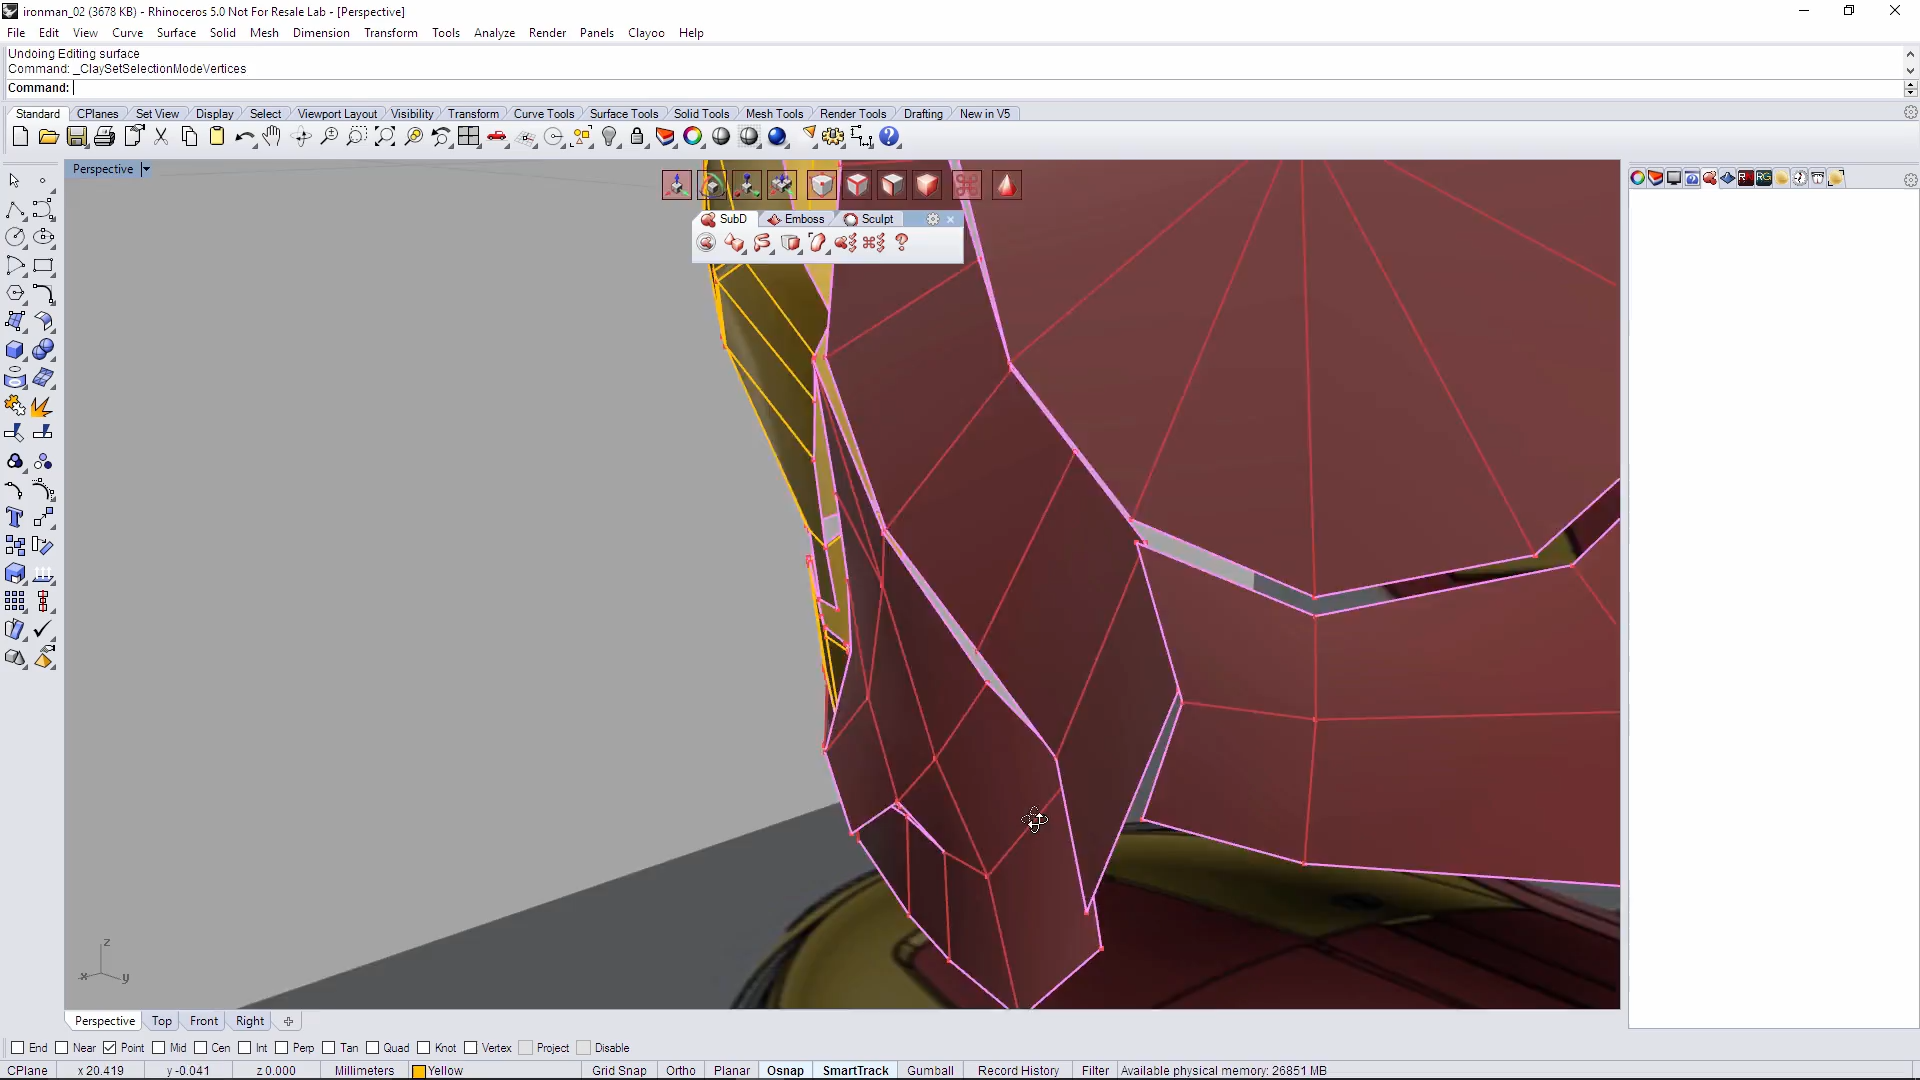 ironman_02 (3678 KB) - Rhinoceros 5.0 Not For Resale Lab - [Perspective]
File Edit View Curve Surface Solid Mesh Dimension Transform Tools Analyze Render Panels Clayoo Help
Undoing Editing surface
Command: _ClaySetSelectionModeVertices
Command:
Standard CPlanes Set View Display Select Viewport Layout Visibility Transform Curve Tools Surface Tools Solid Tools Mesh Tools Render Tools Drafting New in V5
Perspective
SubD Emboss Sculpt
z
x y
Perspective Top Front Right
End Near Point Mid Cen Int Perp Tan Quad Knot Vertex Project Disable
CPlane x 20.419 y -0.041 z 0.000 Millimeters Yellow Grid Snap Ortho Planar Osnap SmartTrack Gumball Record History Filter Available physical memory: 26851 MB